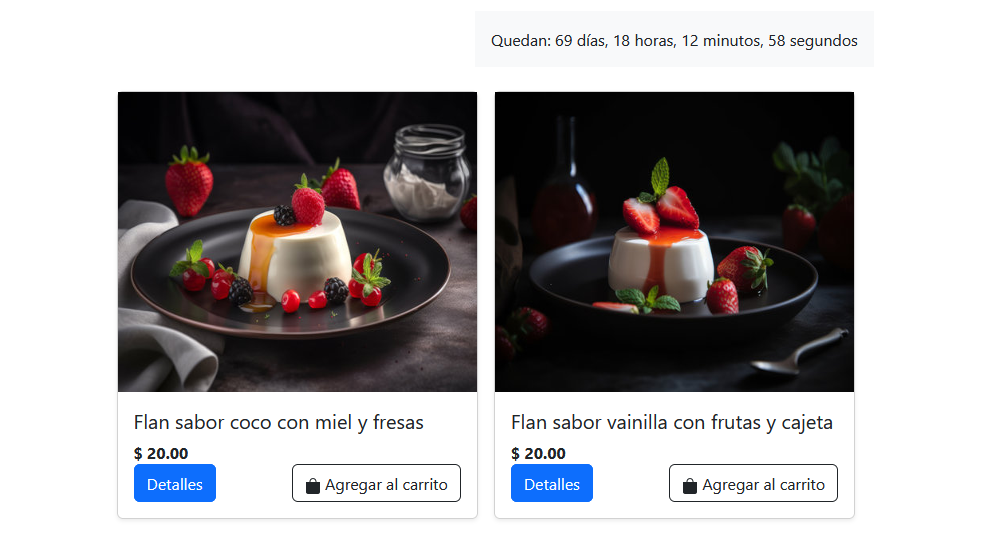 Quedan: 69 días, 18 horas, 12 minutos, 58 segundos
Flan sabor coco con miel y fresas
$ 20.00
Detalles
Agregar al carrito
Flan sabor vainilla con frutas y cajeta
$ 20.00
Detalles
Agregar al carrito